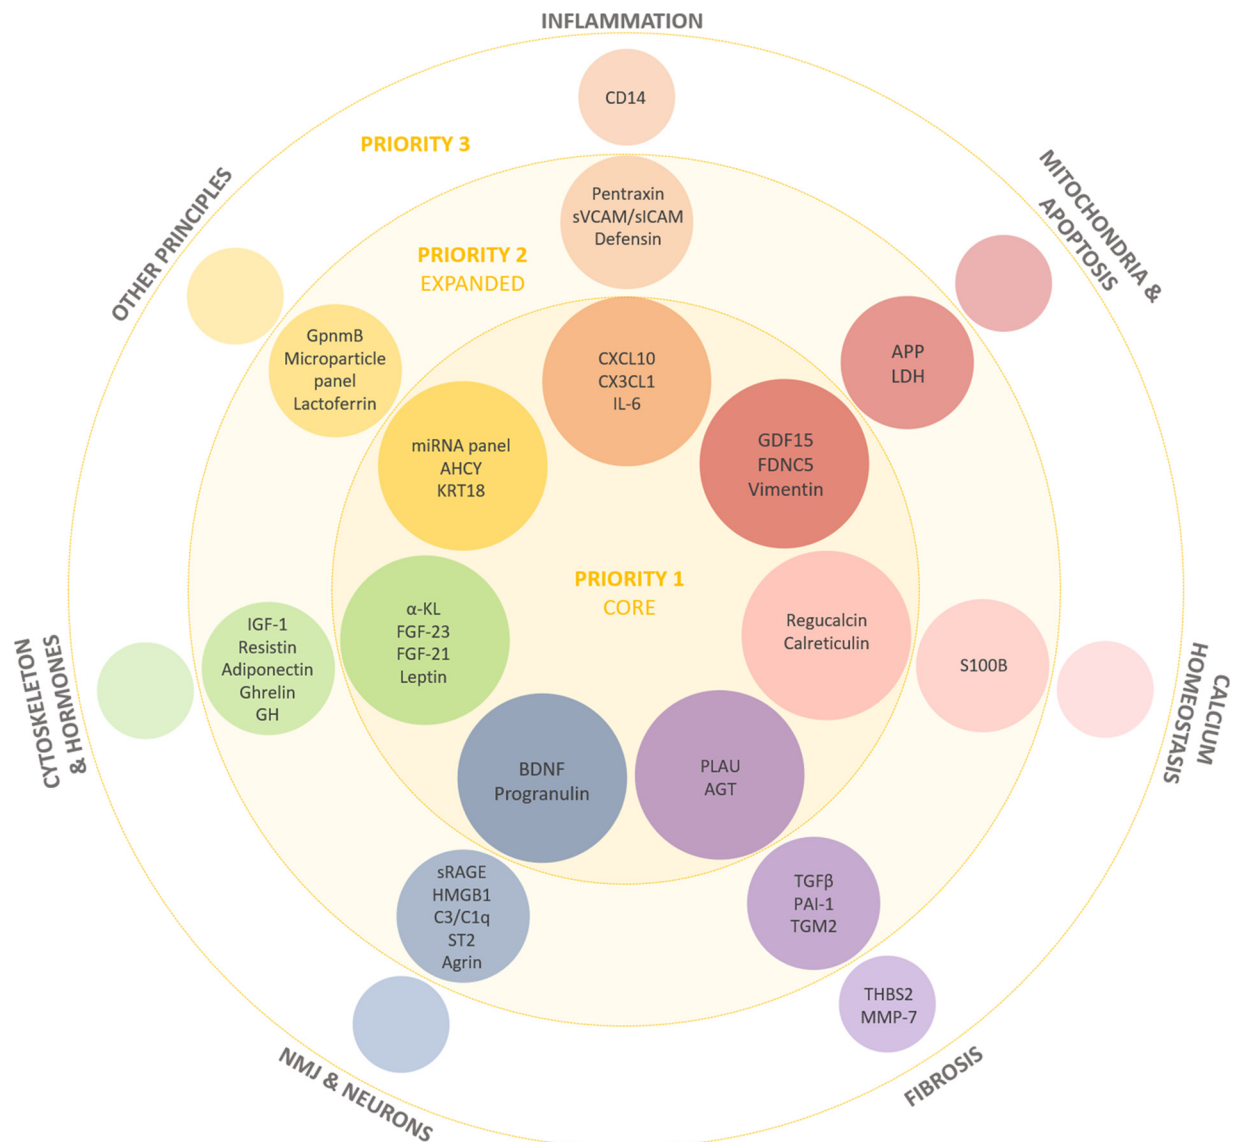 INFLAMMATION
CD14
PRIORITY 3
MITOCHONDRIA &
APOPTOSIS
OTHER PRINCIPLES
Pentraxin
sVCAM/sICAM
Defensin
PRIORITY 2
EXPANDED
GpnmB
Microparticle
panel
Lactoferrin
CXCL10
CX3CL1
IL-6
APP
LDH
miRNA panel
AHCY
KRT18
GDF15
FDNC5
Vimentin
PRIORITY 1
CORE
CYTOSKELETON
& HORMONES
IGF-1
Resistin
Adiponectin
Ghrelin
GH
α-KL
FGF-23
FGF-21
Leptin
Regucalcin
Calreticulin
S100B
CALCIUM
HOMEOSTASIS
BDNF
Progranulin
PLAU
AGT
sRAGE
HMGB1
C3/C1q
ST2
Agrin
TGFβ
PAI-1
TGM2
THBS2
MMP-7
NMJ & NEURONS
FIBROSIS